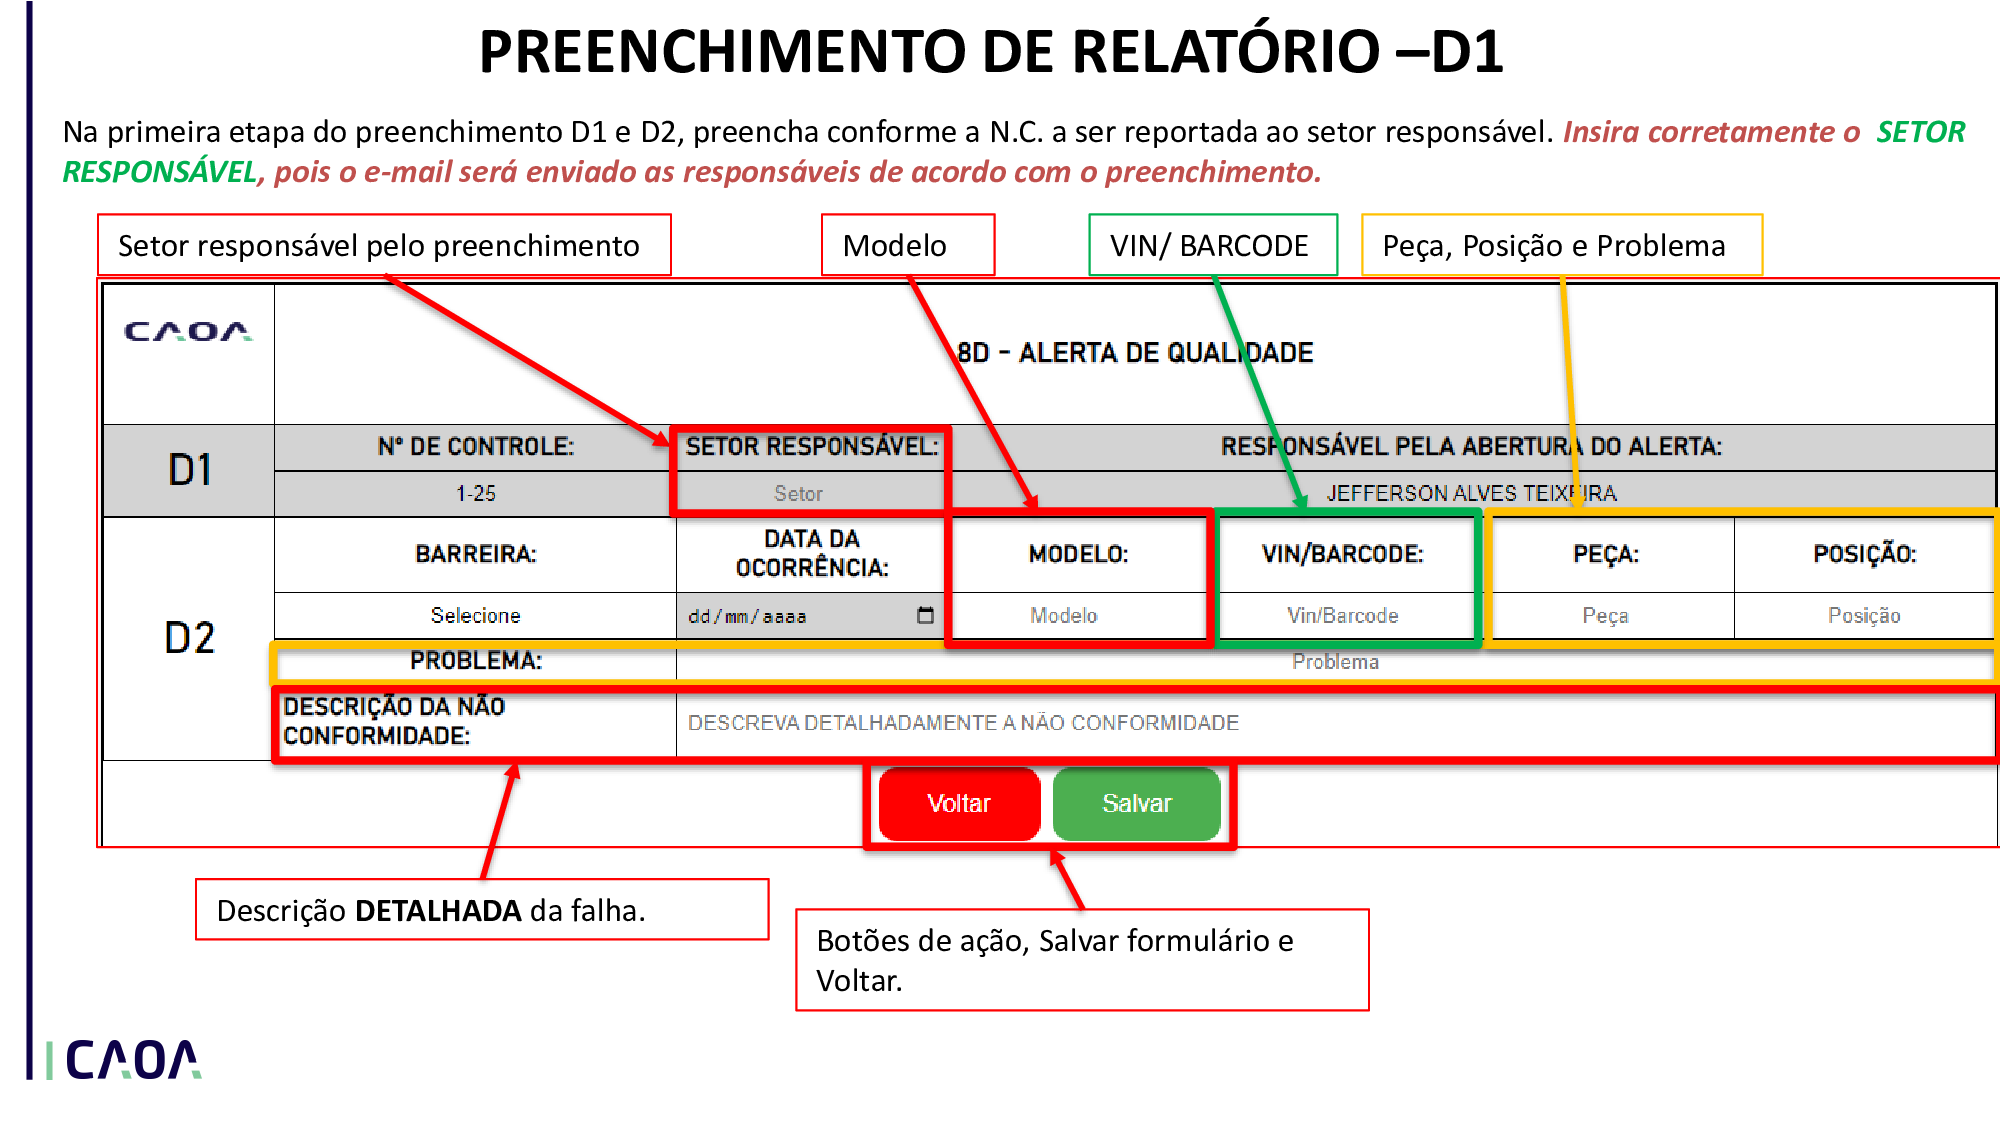 PREENCHIMENTO DE RELATÓRIO –D1
Na primeira etapa do preenchimento D1 e D2, preencha conforme a N.C. a ser reportada ao setor responsável. Insira corretamente o SETOR
RESPONSÁVEL, pois o e-mail será enviado as responsáveis de acordo com o preenchimento.
Setor responsável pelo preenchimento
Modelo
VIN/ BARCODE
Peça, Posição e Problema
CAOA
8D - ALERTA DE QUALIDADE
D1
Nº DE CONTROLE:
SETOR RESPONSÁVEL:
RESPONSÁVEL PELA ABERTURA DO ALERTA:
1-25
Setor
JEFFERSON ALVES TEIXEIRA
D2
BARREIRA:
DATA DA
OCORRÊNCIA:
MODELO:
VIN/BARCODE:
PEÇA:
POSIÇÃO:
Selecione
dd/mm/aaaa
Modelo
Vin/Barcode
Peça
Posição
PROBLEMA:
Problema
DESCRIÇÃO DA NÃO
CONFORMIDADE:
DESCREVA DETALHADAMENTE A NÃO CONFORMIDADE
Voltar
Salvar
Descrição DETALHADA da falha.
Botões de ação, Salvar formulário e
Voltar.
CAOA